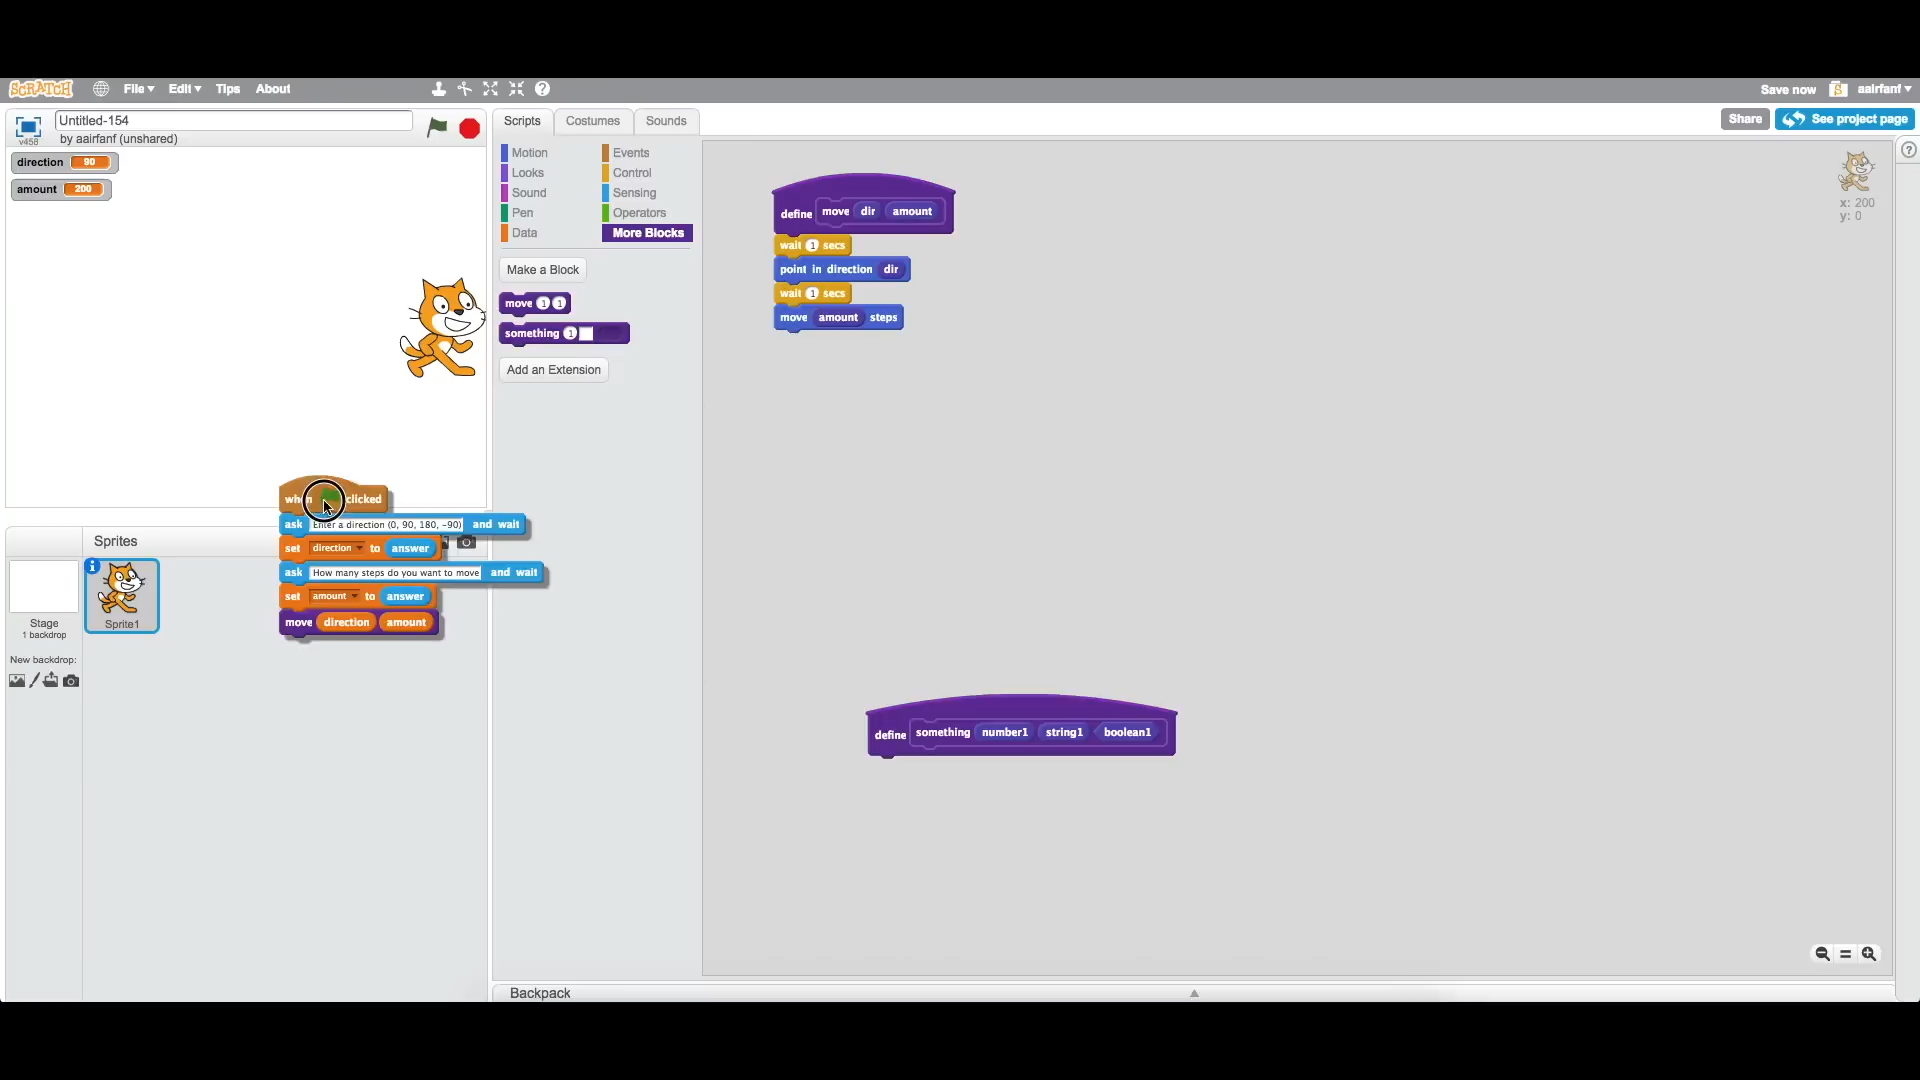 SCRATCH File Edit Tips About Save now aairfanf
Untitled-154
v458 by aairfanf (unshared)
Scripts Costumes Sounds
Share See project page
direction 90
amount 200
Motion Events
Looks Control
Sound Sensing
Pen Operators
Data More Blocks
Make a Block
move 1 1
something 1
Add an Extension
define move dir amount
wait 1 secs
point in direction dir
wait 1 secs
move amount steps
x: 200
y: 0
when clicked
ask Enter a direction (0, 90, 180, -90) and wait
set direction to answer
ask How many steps do you want to move and wait
set amount to answer
move direction amount
Sprites
Stage
1 backdrop
Sprite1
New backdrop:
define something number1 string1 boolean1
Backpack